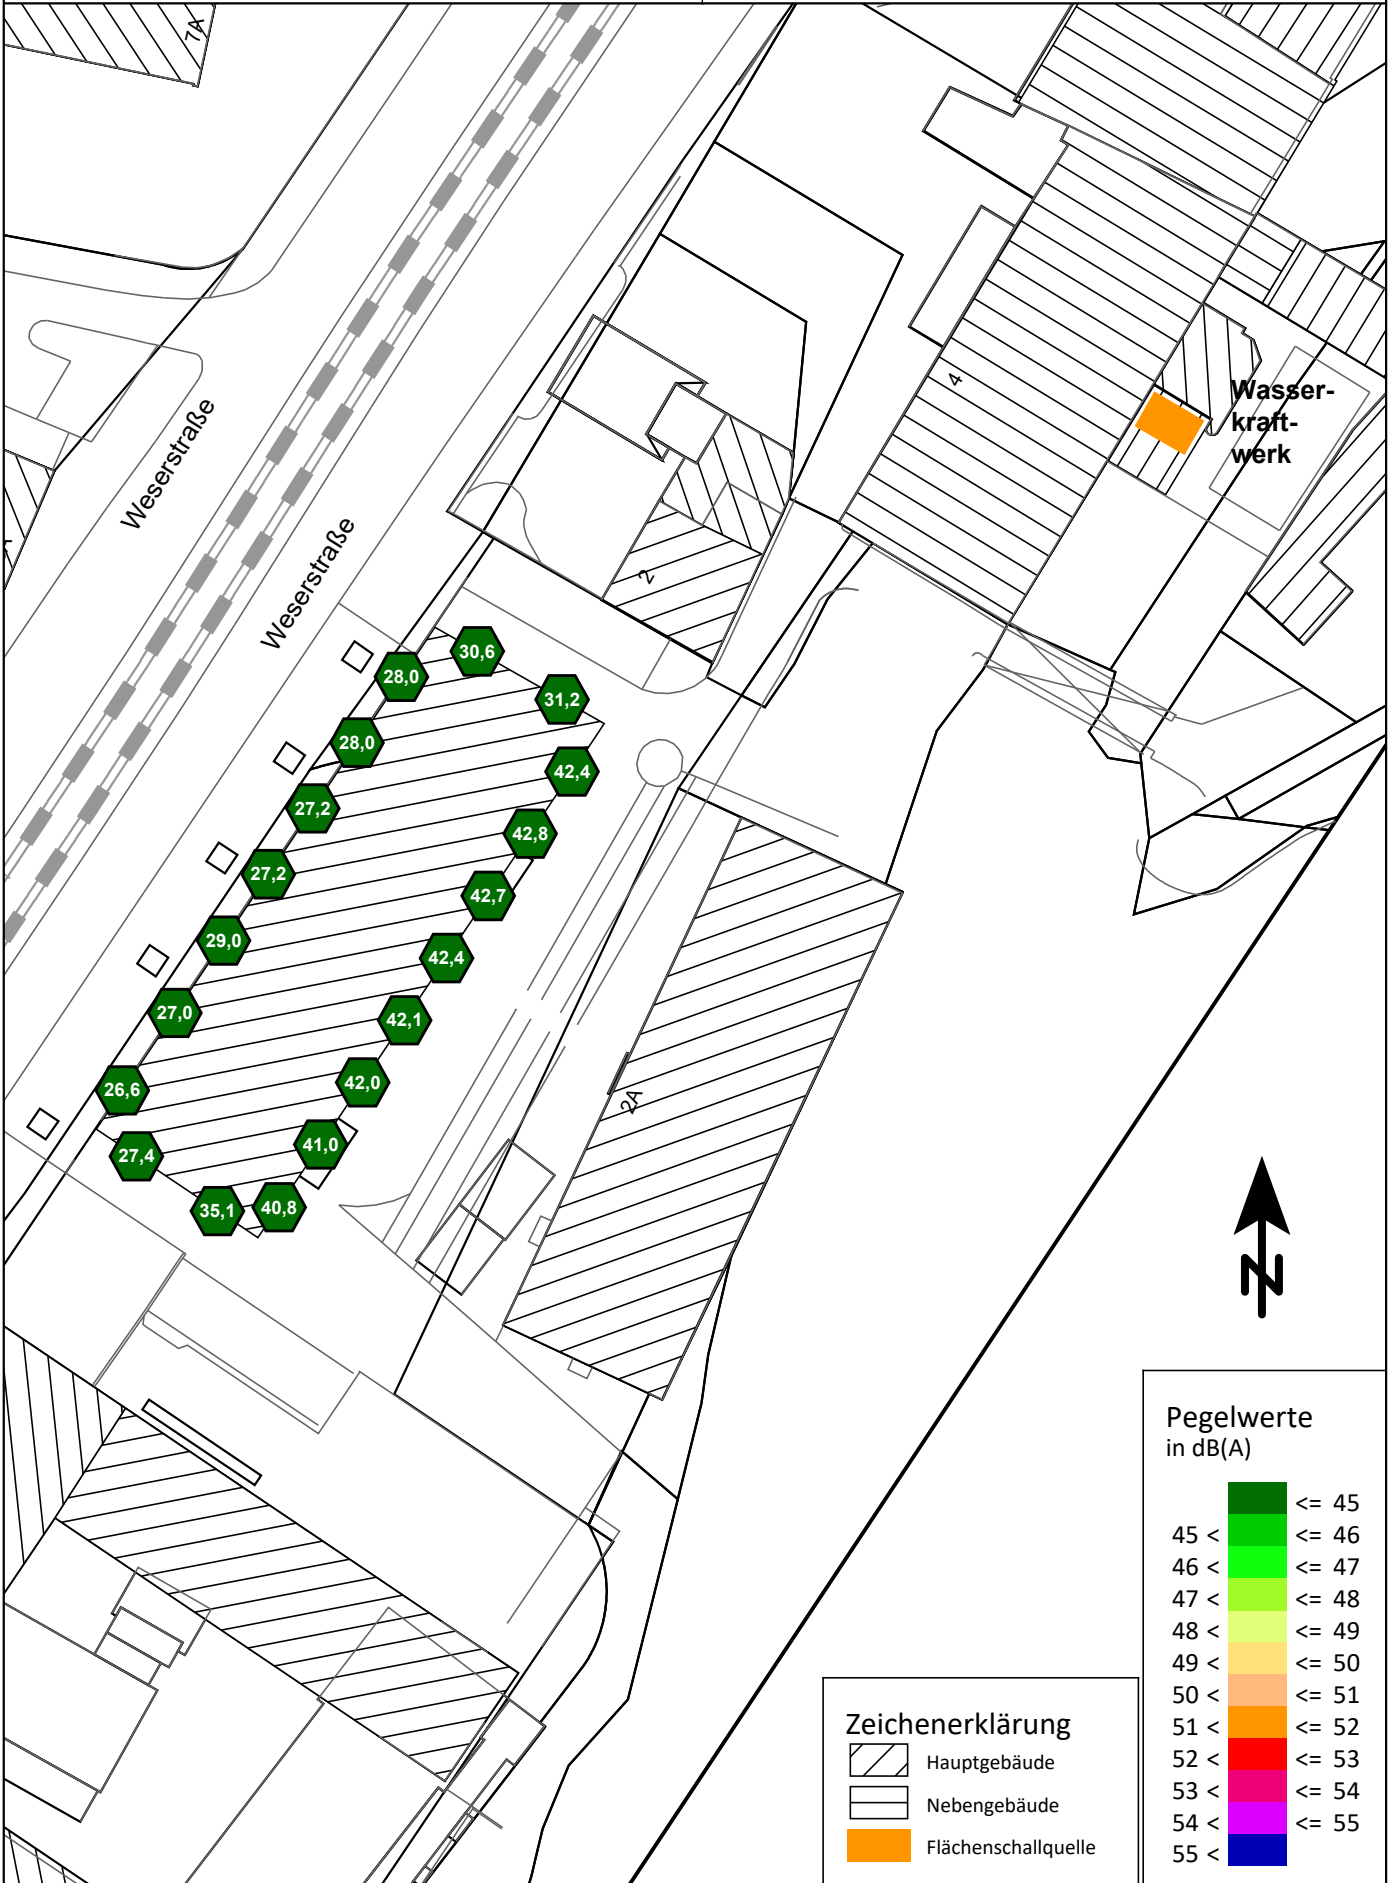 7A
Weserstraße
Weserstraße
4
Wasser-
kraft-
werk
2
30,6
28,0
31,2
28,0
42,4
27,2
42,8
27,2
42,7
29,0
42,4
27,0
42,1
26,6
42,0
27,4
41,0
35,1
40,8
2A
N
Pegelwerte
in dB(A)
<= 45
45 < <= 46
46 < <= 47
47 < <= 48
48 < <= 49
49 < <= 50
50 < <= 51
51 < <= 52
52 < <= 53
53 < <= 54
54 < <= 55
55 <
Zeichenerklärung
Hauptgebäude
Nebengebäude
Flächenschallquelle